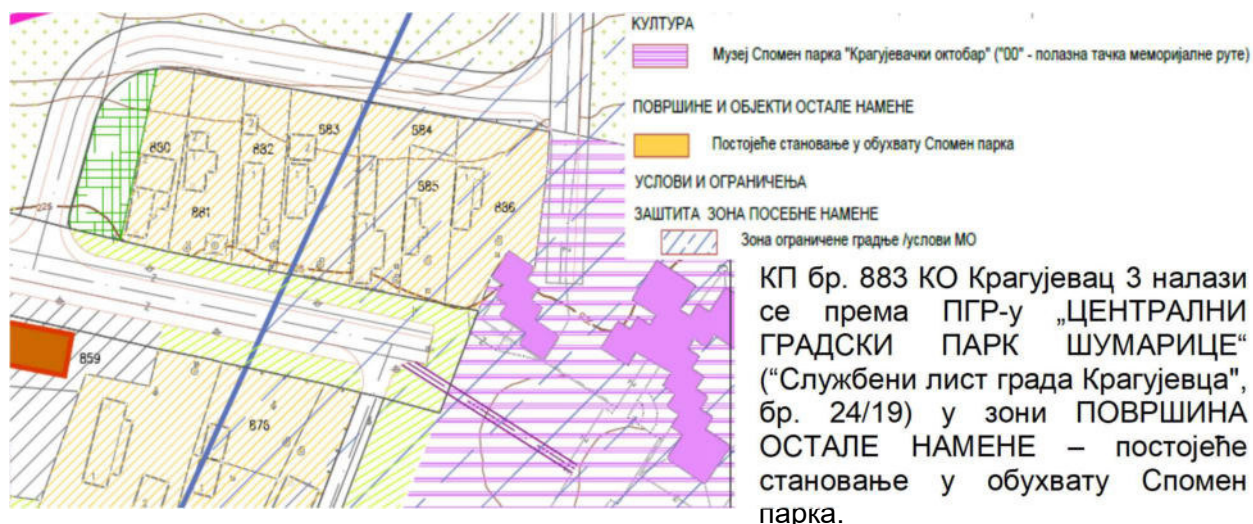 КУЛТУРА
Музеј Спомен парка "Крагујевачки октобар" ("00" - полазна тачка меморијалне руте)
ПОВРШИНЕ И ОБЈЕКТИ ОСТАЛЕ НАМЕНЕ
Постојеће становање у обухвату Спомен парка
УСЛОВИ И ОГРАНИЧЕЊА
ЗАШТИТА ЗОНА ПОСЕБНЕ НАМЕНЕ
Зона ограничене градње /услови МО
КП бр. 883 КО Крагујевац 3 налази
се према ПГР-у „ЦЕНТРАЛНИ
ГРАДСКИ ПАРК ШУМАРИЦЕ“
(“Службени лист града Крагујевца",
бр. 24/19) у зони ПОВРШИНА
ОСТАЛЕ НАМЕНЕ – постојеће
становање у обухвату Спомен
парка.
880
882
883
884
881
885
886
225
859